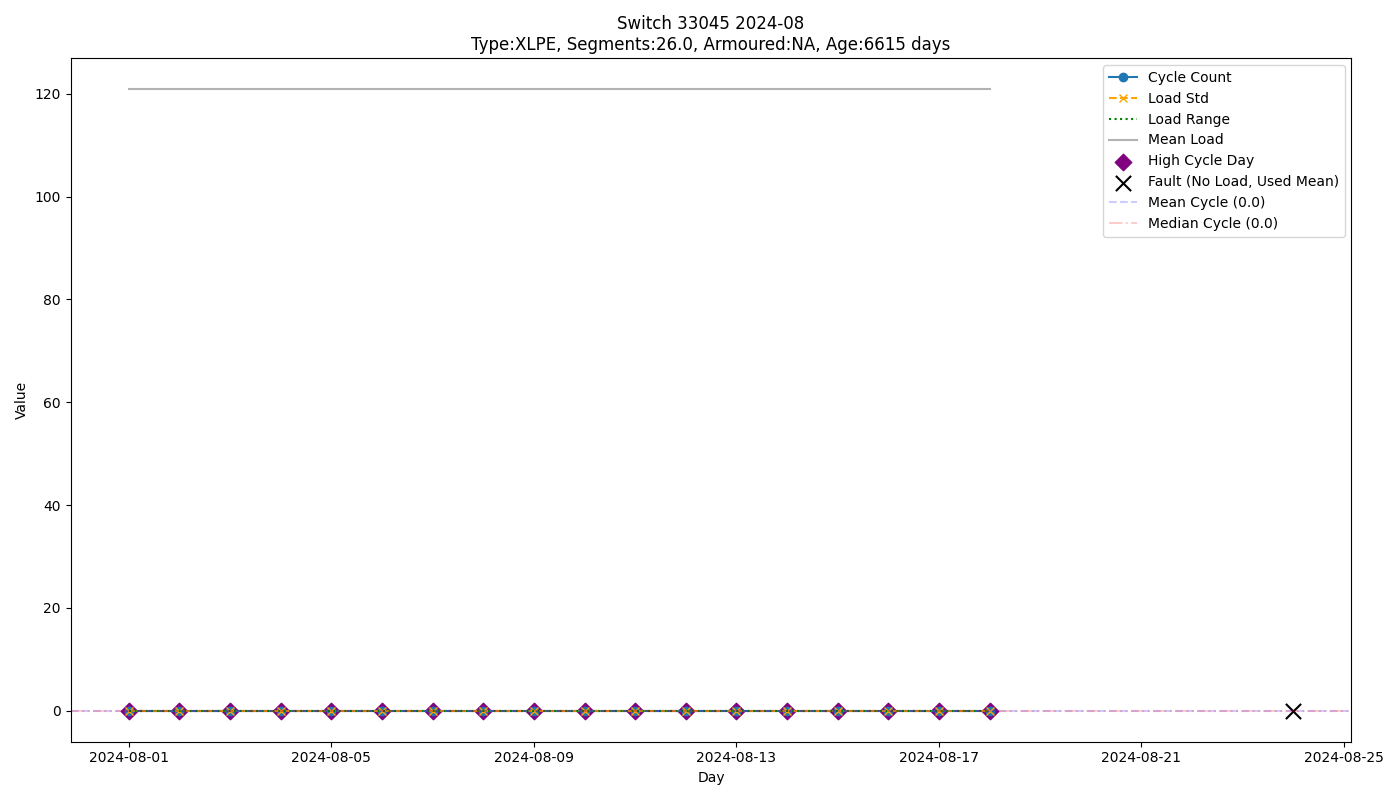 Switch 33045 2024-08
Type:XLPE, Segments:26.0, Armoured:NA, Age:6615 days
Cycle Count
Load Std
Load Range
Mean Load
High Cycle Day
Fault (No Load, Used Mean)
Mean Cycle (0.0)
Median Cycle (0.0)
120
100
80
60
40
20
0
Value
2024-08-01
2024-08-05
2024-08-09
2024-08-13
2024-08-17
2024-08-21
2024-08-25
Day